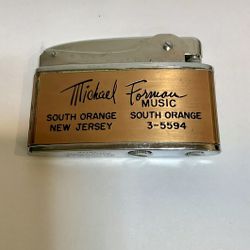 Michael Forman
MUSIC
SOUTH ORANGE SOUTH ORANGE
NEW JERSEY 3-5594